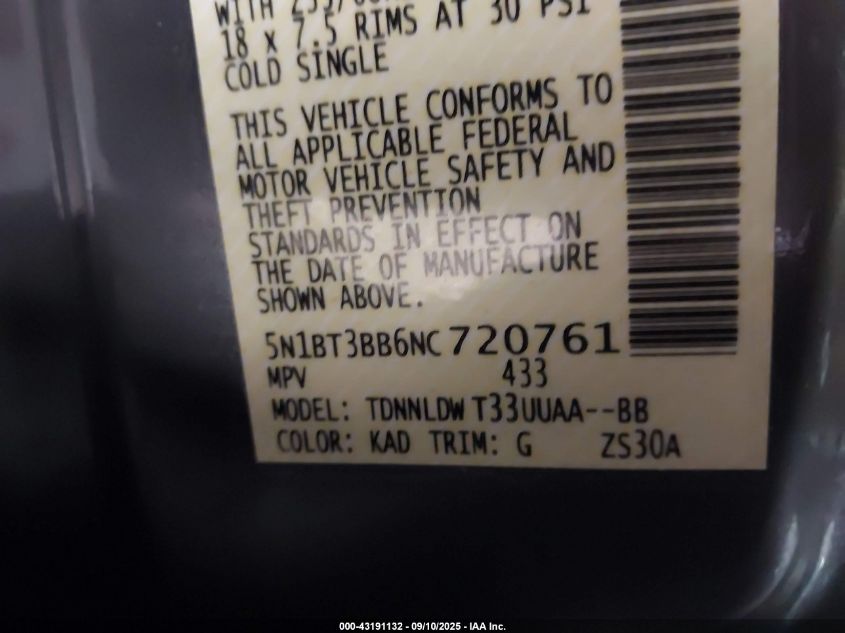 WITH
18 x 7.5 RIMS AT 30 PSI
COLD SINGLE
THIS VEHICLE CONFORMS TO
ALL APPLICABLE FEDERAL
MOTOR VEHICLE SAFETY AND
THEFT PREVENTION
STANDARDS IN EFFECT ON
THE DATE OF MANUFACTURE
SHOWN ABOVE.
5N1BT3BB6NC720761
MPV 433
MODEL: TDNNLDW T33UUAA--BB
COLOR: KAD TRIM: G ZS30A
000-43191132 - 09/10/2025 - IAA Inc.